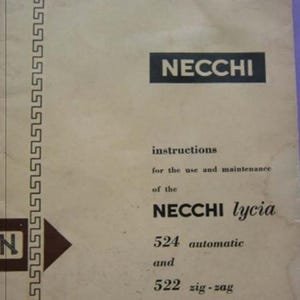 NECCHI
instructions
for the use and maintenance
of the
NECCHI lycia
N
524 automatic
and
522 zig-zag